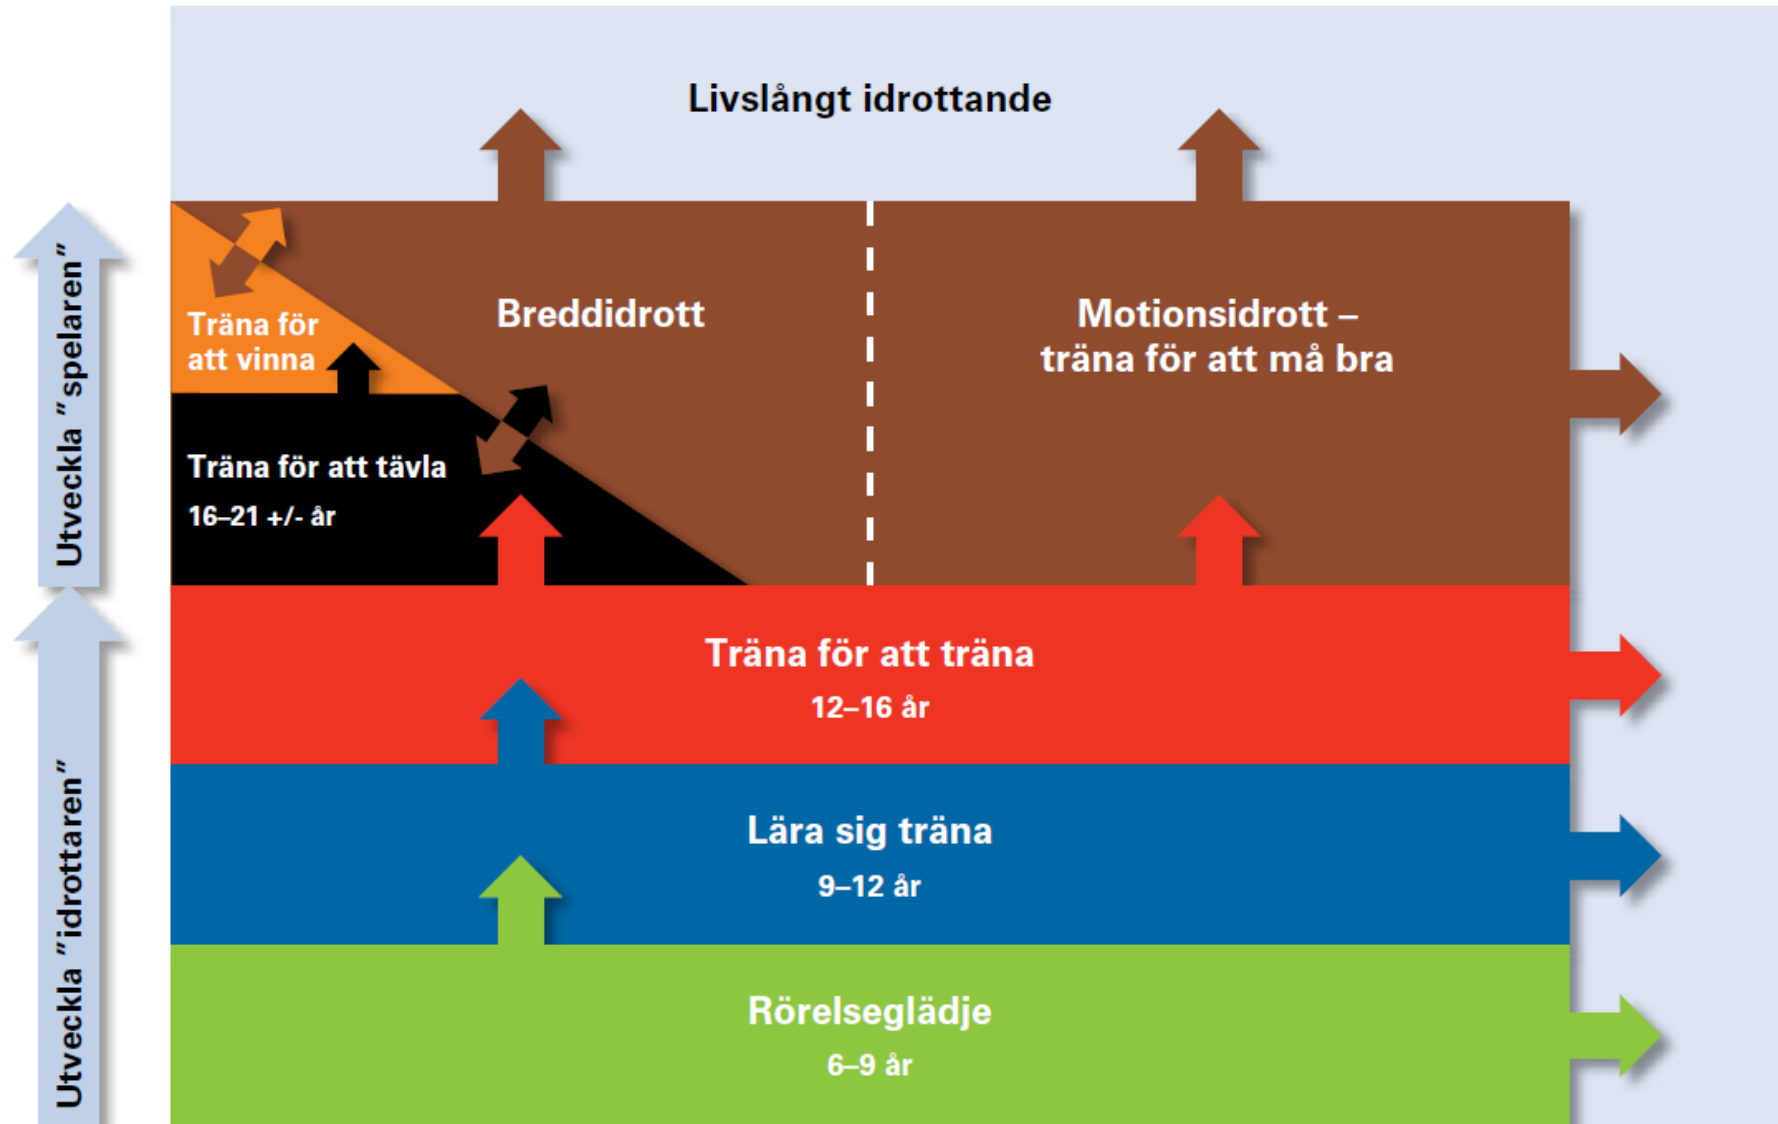 Livslångt idrottande
Utveckla ”spelaren”
Träna för
att vinna
Breddidrott
Motionsidrott –
träna för att må bra
Träna för att tävla
16–21 +/- år
Träna för att träna
12–16 år
Utveckla ”idrottaren”
Lära sig träna
9–12 år
Rörelseglädje
6–9 år